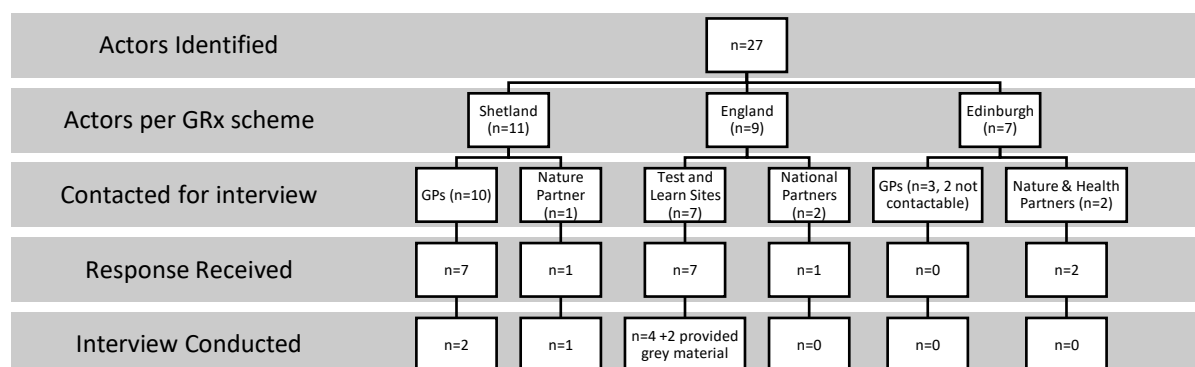 Actors Identified
n=27
Actors per GRx scheme
Shetland
(n=11)
England
(n=9)
Edinburgh
(n=7)
Contacted for interview
GPs (n=10)
Nature
Partner
(n=1)
Test and
Learn Sites
(n=7)
National
Partners
(n=2)
GPs (n=3, 2 not
contactable)
Nature & Health
Partners (n=2)
Response Received
n=7
n=1
n=7
n=1
n=0
n=2
Interview Conducted
n=2
n=1
n=4 +2 provided
grey material
n=0
n=0
n=0